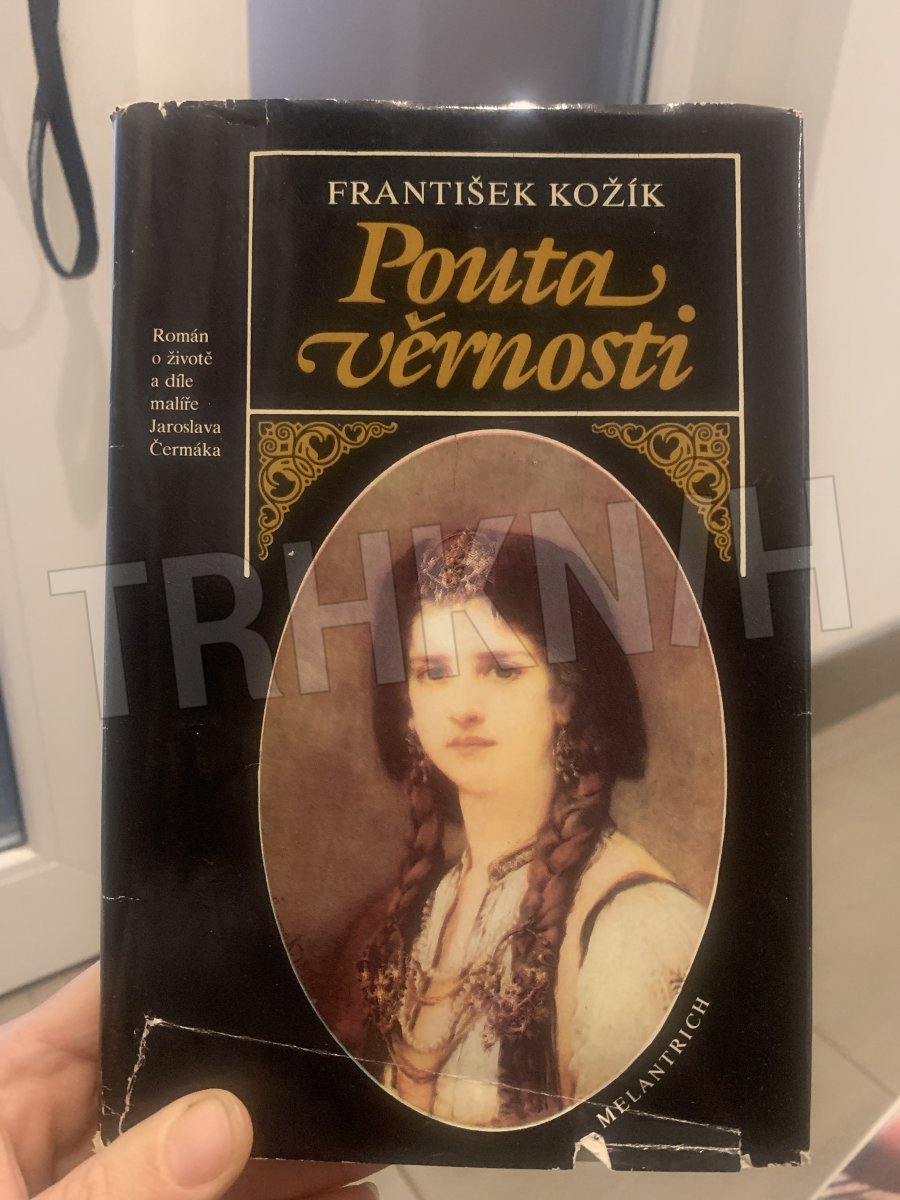 FRANTIŠEK KOŽÍK
Pouta
věrnosti
Román
o životě
a díle
malíře
Jaroslava
Čermáka
TRHKNIH
MELANTRICH